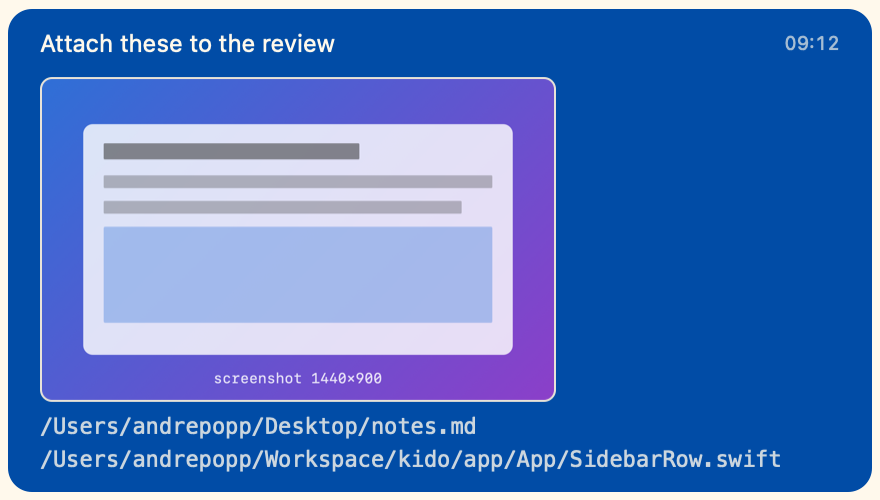 Attach these to the review
09:12
screenshot 1440×900
/Users/andrepopp/Desktop/notes.md
/Users/andrepopp/Workspace/kido/app/App/SidebarRow.swift